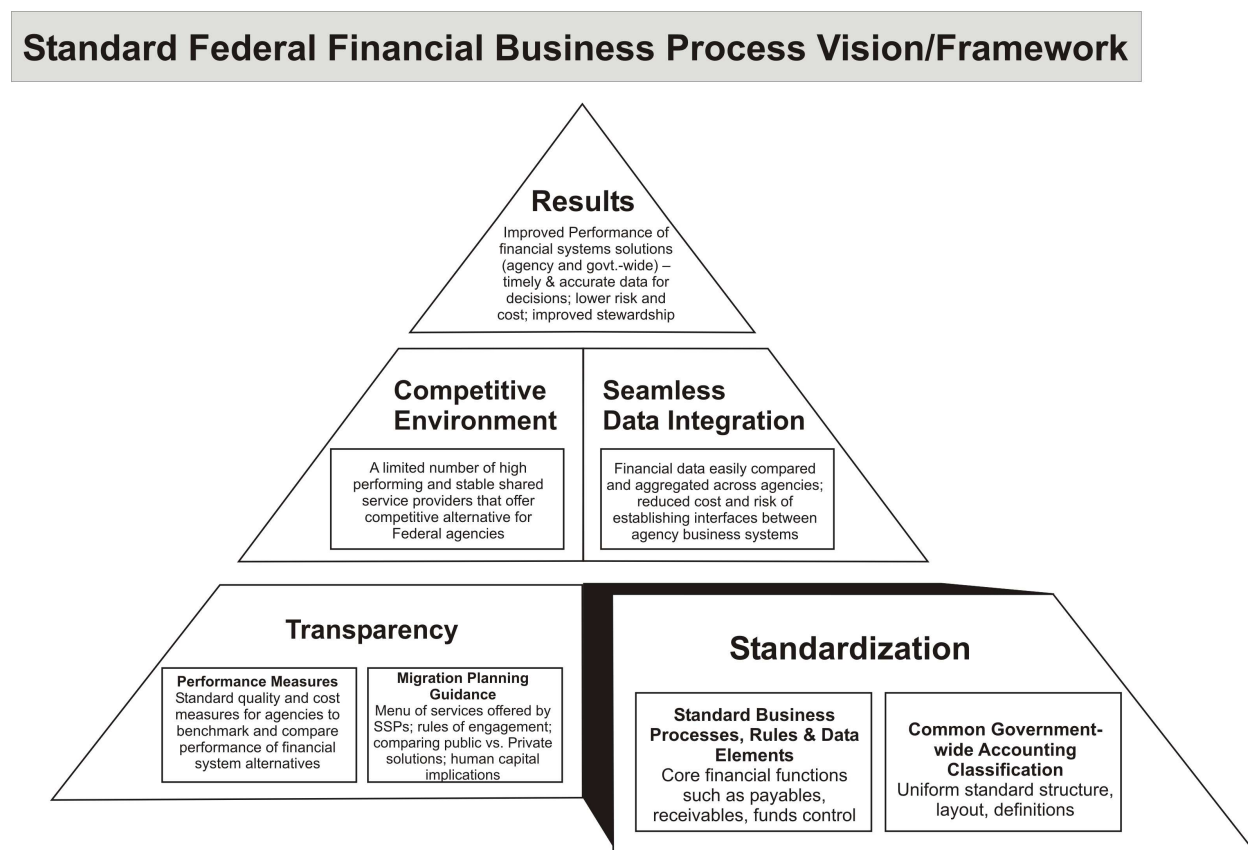 Standard Federal Financial Business Process Vision/Framework
Results
Improved Performance of
financial systems solutions
(agency and govt.-wide) –
timely & accurate data for
decisions; lower risk and
cost; improved stewardship
Competitive
Environment
A limited number of high
performing and stable shared
service providers that offer
competitive alternative for
Federal agencies
Seamless
Data Integration
Financial data easily compared
and aggregated across agencies;
reduced cost and risk of
establishing interfaces between
agency business systems
Transparency
Performance Measures
Standard quality and cost
measures for agencies to
benchmark and compare
performance of financial
system alternatives
Migration Planning
Guidance
Menu of services offered by
SSPs; rules of engagement;
comparing public vs. Private
solutions; human capital
implications
Standardization
Standard Business
Processes, Rules & Data
Elements
Core financial functions
such as payables,
receivables, funds control
Common Government-
wide Accounting
Classification
Uniform standard structure,
layout, definitions